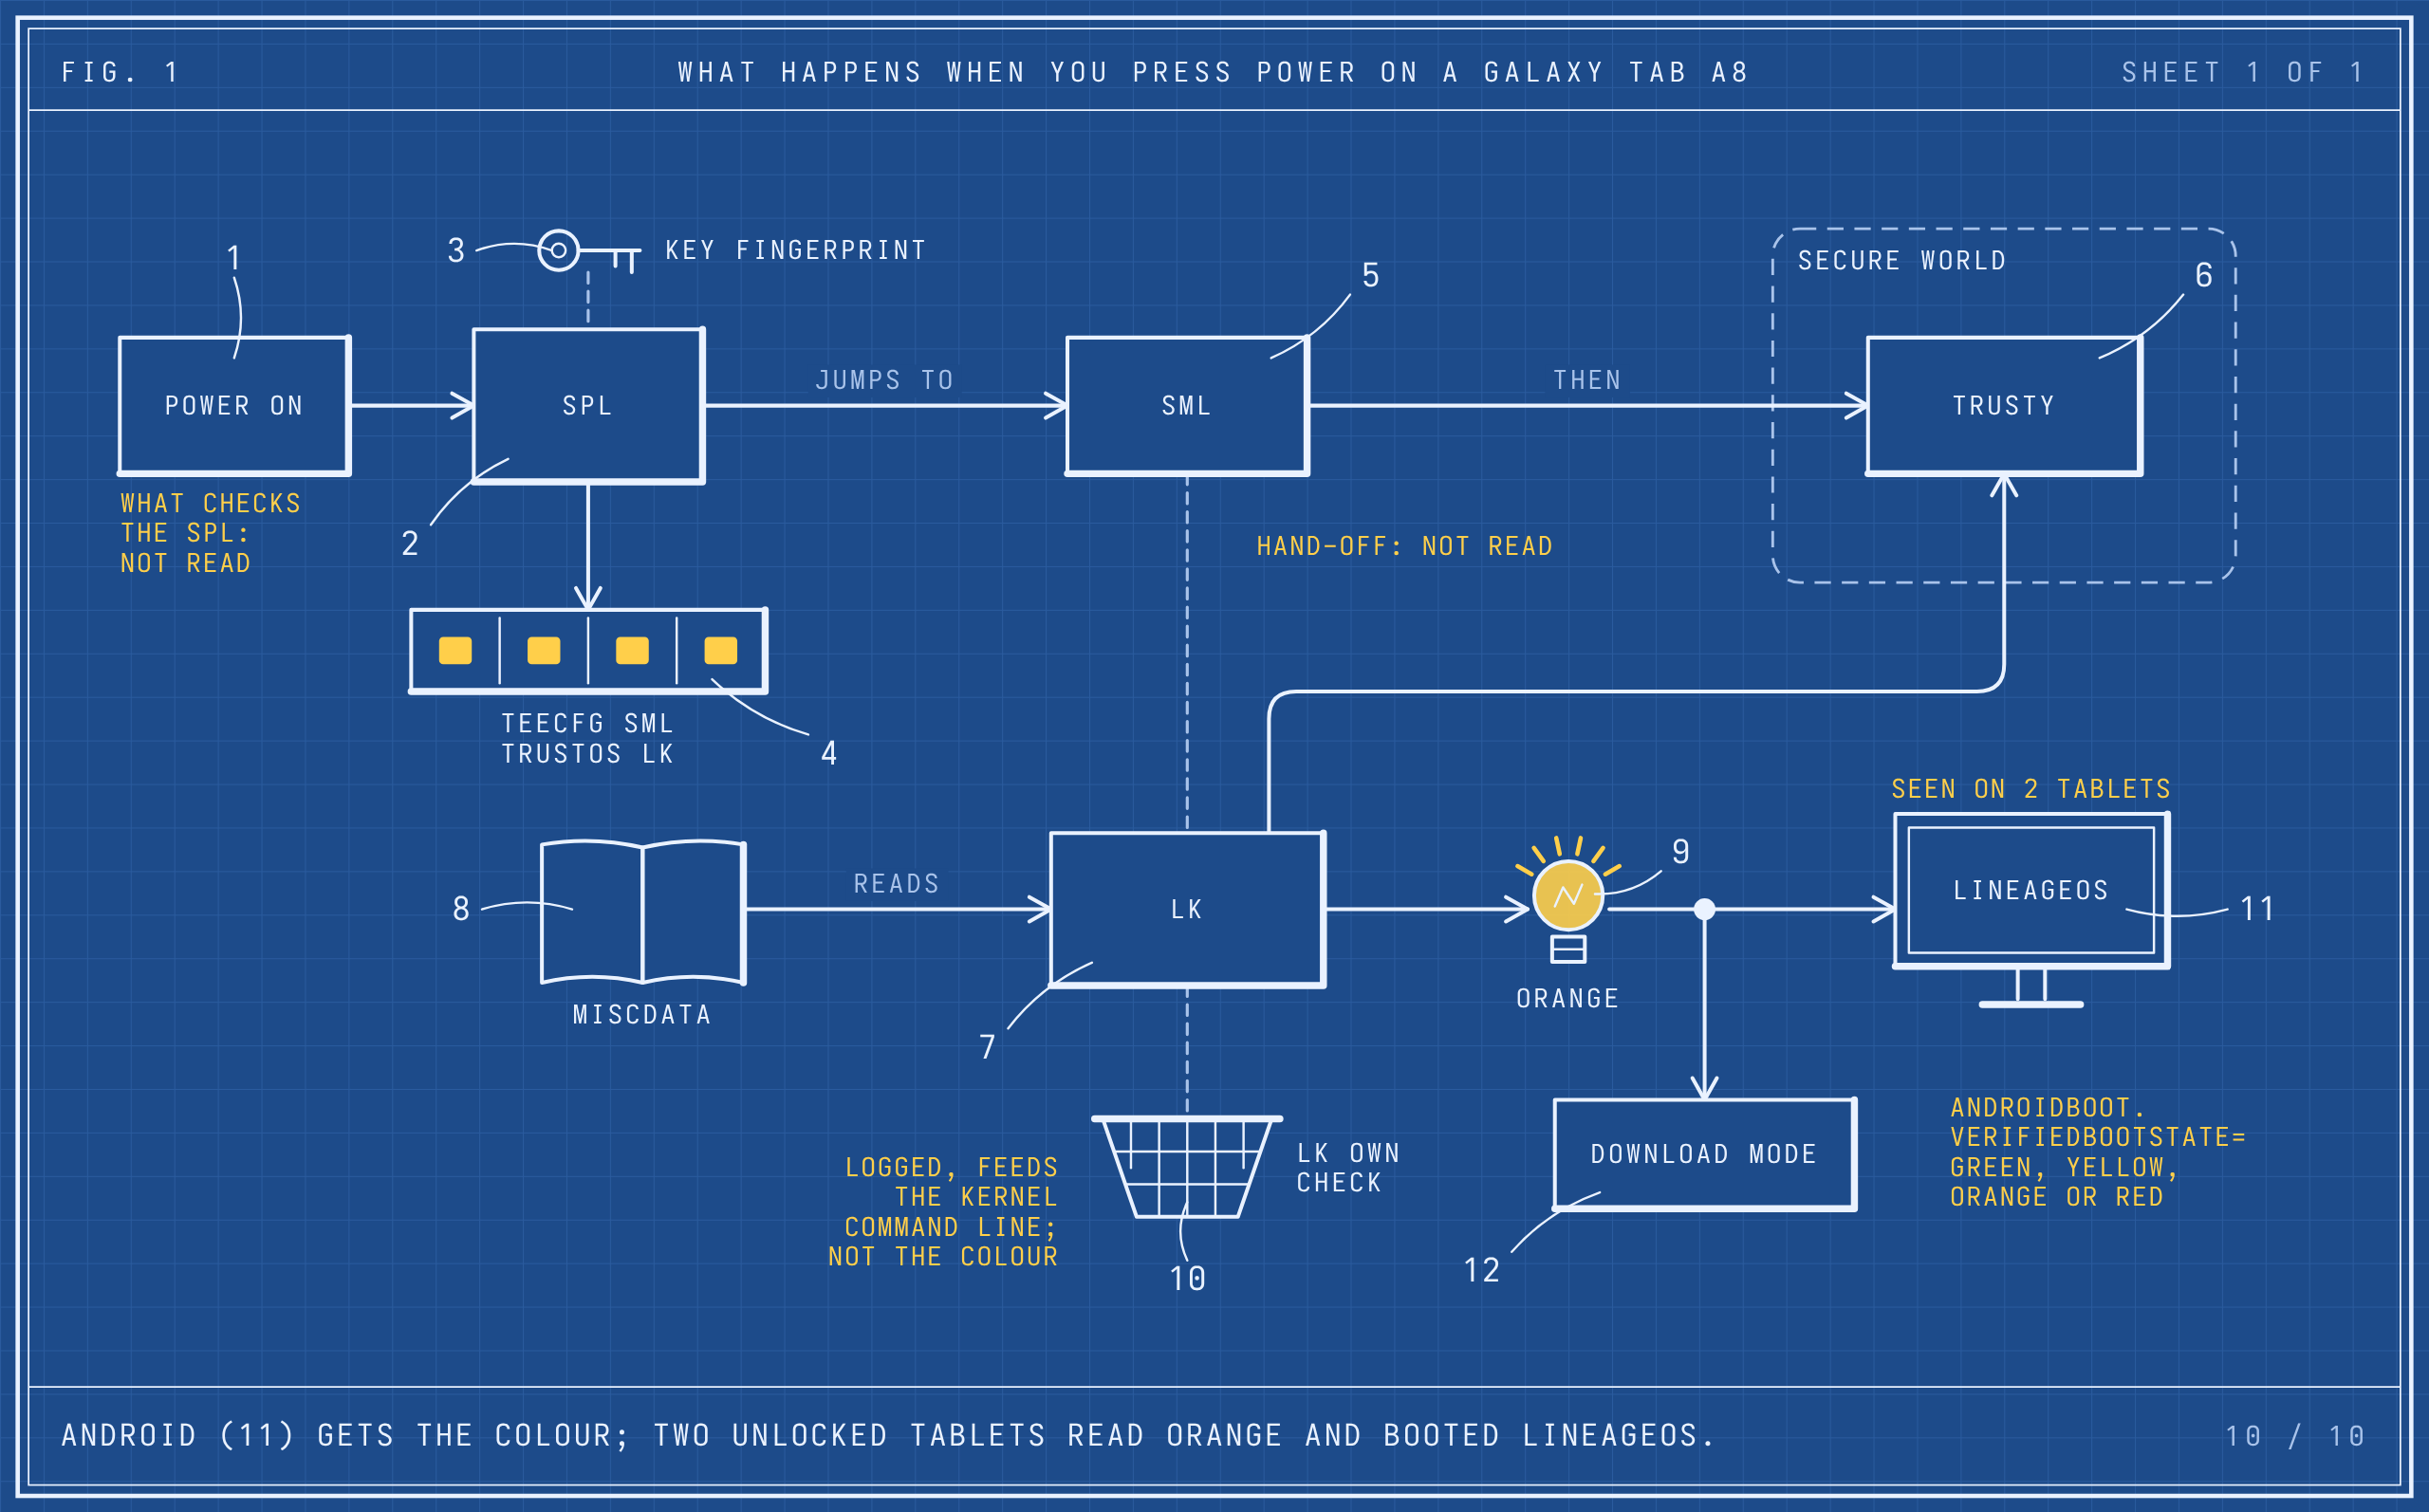 FIG. 1
WHAT HAPPENS WHEN YOU PRESS POWER ON A GALAXY TAB A8
SHEET 1 OF 1
1
3
KEY FINGERPRINT
5
SECURE WORLD
6
POWER ON
SPL
JUMPS TO
SML
THEN
TRUSTY
WHAT CHECKS
THE SPL:
NOT READ
2
HAND-OFF: NOT READ
TEECFG SML
TRUSTOS LK
4
SEEN ON 2 TABLETS
8
READS
LK
9
LINEAGEOS
11
MISCDATA
ORANGE
7
LOGGED, FEEDS
THE KERNEL
COMMAND LINE;
NOT THE COLOUR
LK OWN
CHECK
10
DOWNLOAD MODE
12
ANDROIDBOOT.
VERIFIEDBOOTSTATE=
GREEN, YELLOW,
ORANGE OR RED
ANDROID (11) GETS THE COLOUR; TWO UNLOCKED TABLETS READ ORANGE AND BOOTED LINEAGEOS.
10 / 10